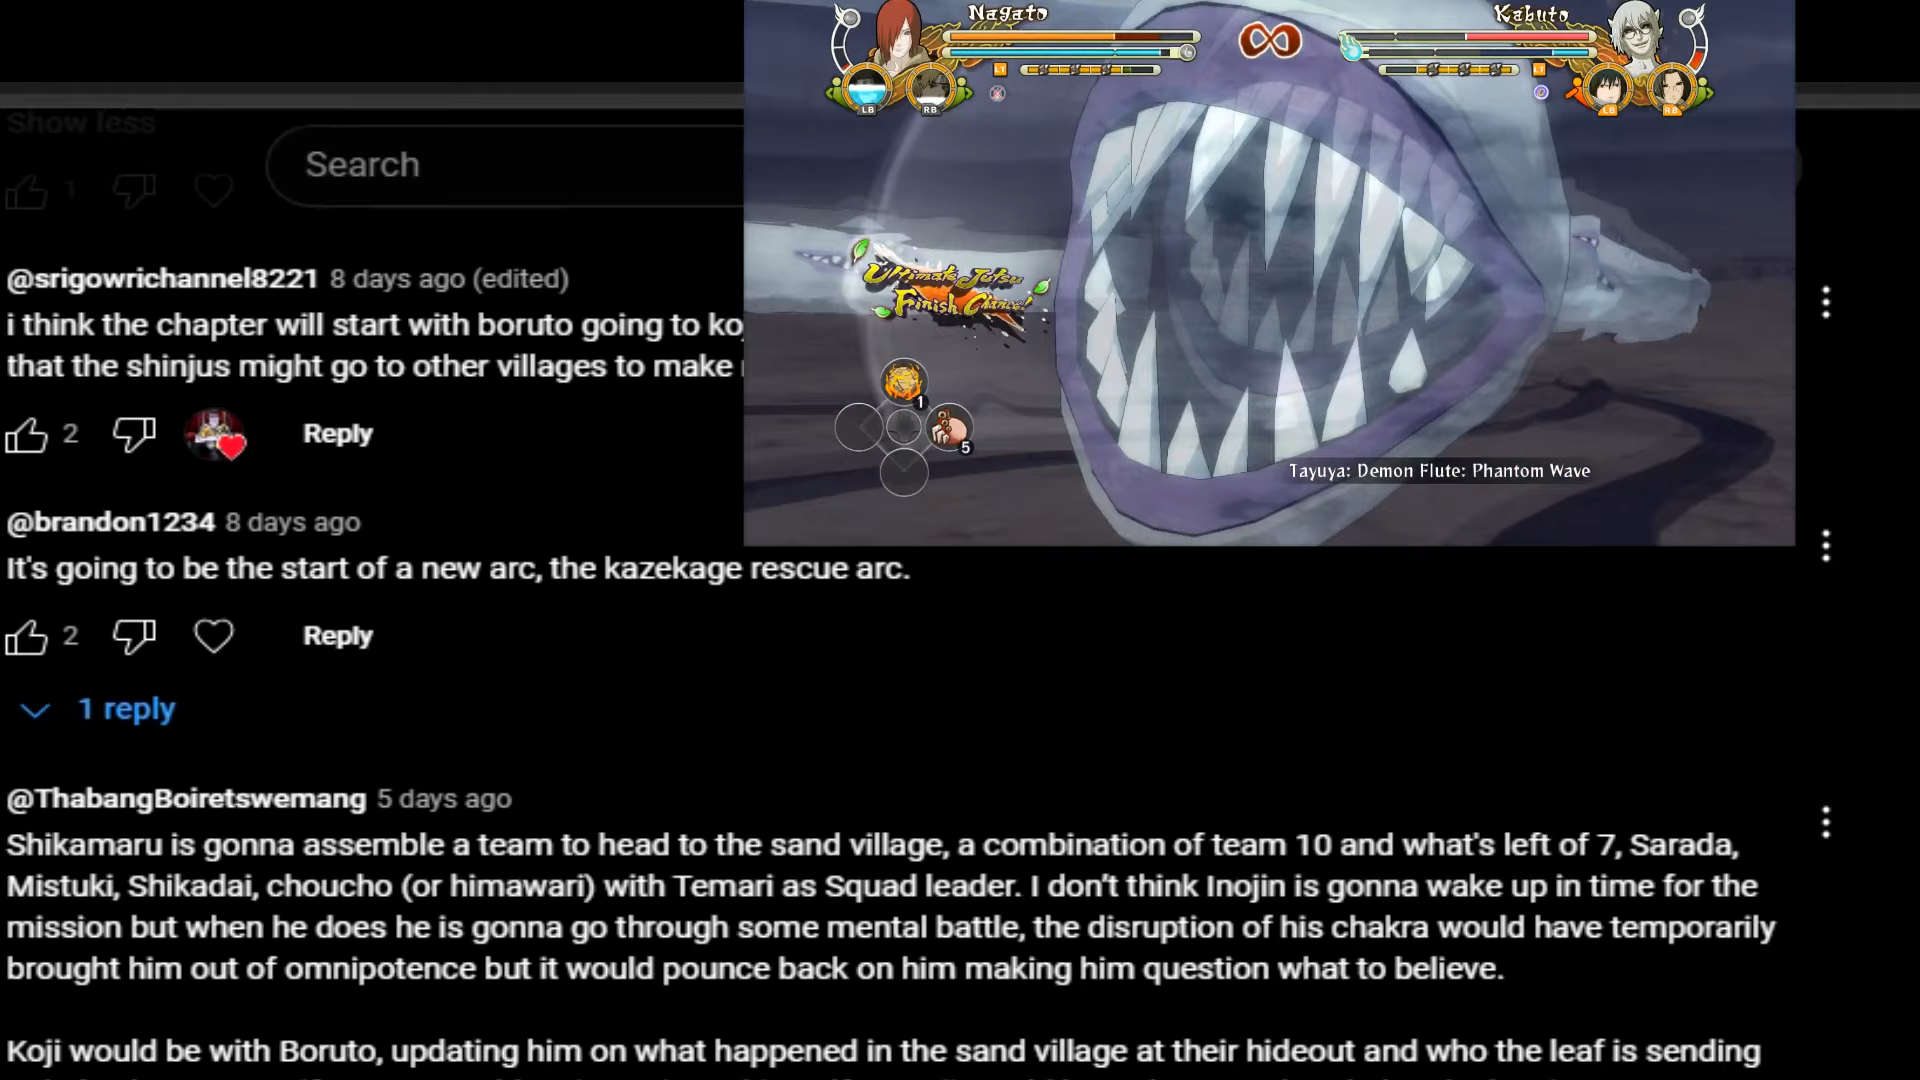 Show less
1
Search
@srigowrichannel8221 8 days ago (edited)
i think the chapter will start with boruto going to ko
that the shinjus might go to other villages to make
2
Reply
@brandon1234 8 days ago
It's going to be the start of a new arc, the kazekage rescue arc.
2
Reply
1 reply
@ThabangBoiretswemang 5 days ago
Shikamaru is gonna assemble a team to head to the sand village, a combination of team 10 and what's left of 7, Sarada,
Mistuki, Shikadai, choucho (or himawari) with Temari as Squad leader. I don't think Inojin is gonna wake up in time for the
mission but when he does he is gonna go through some mental battle, the disruption of his chakra would have temporarily
brought him out of omnipotence but it would pounce back on him making him question what to believe.
Koji would be with Boruto, updating him on what happened in the sand village at their hideout and who the leaf is sending
Nagato
Kabuto
LT
LT
LB
RB
LB
RB
Ultimate Jutsu
Finish Chance!
1
5
Tayuya: Demon Flute: Phantom Wave